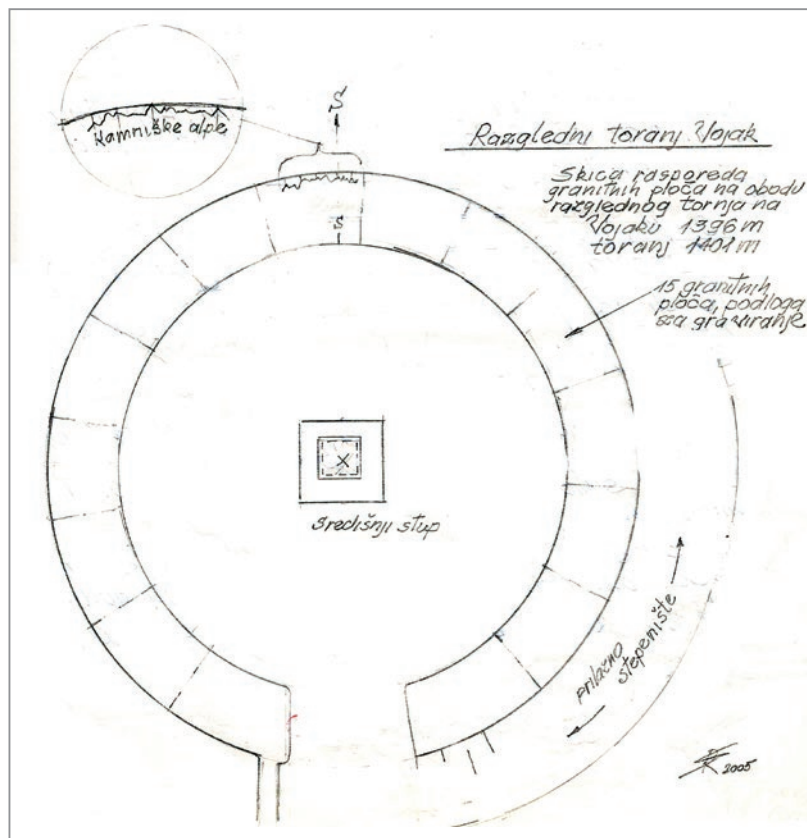 Kamniške alpe
S
Razgledni toranj Vojak
Skica rasporeda
granitnih ploča na obodu
razglednog tornja na
Vojaku 1396 m
toranj 1401 m
S
15 granitnih
ploča, podloga
za graviranje
X
Središnji stup
prilazno
stepenište
2005